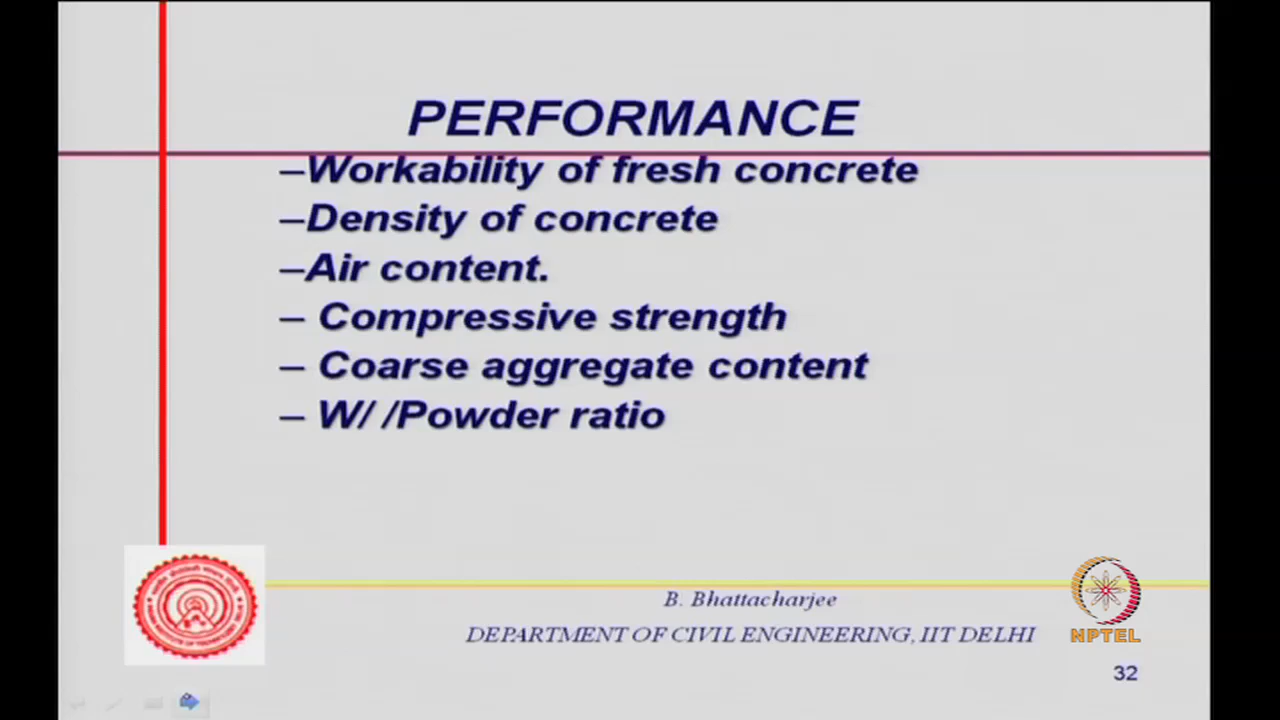 PERFORMANCE
–Workability of fresh concrete
–Density of concrete
–Air content.
– Compressive strength
– Coarse aggregate content
– W/ /Powder ratio
B. Bhattacharjee
DEPARTMENT OF CIVIL ENGINEERING, IIT DELHI
NPTEL
32